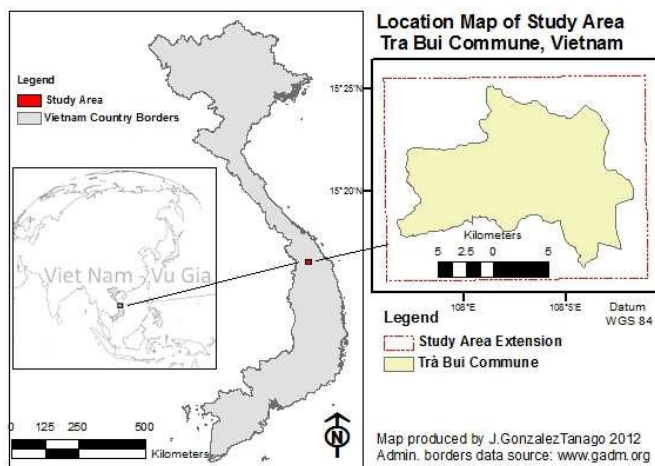 Location Map of Study Area
Tra Bui Commune, Vietnam
Legend
Study Area
Vietnam Country Borders
Viet Nam Vu Gia
0 125 250 500
Kilometers
N
15°25'N
15°20'N
Kilometers
5 2.5 0 5
108°E
108°5'E
Datum
WGS 84
Legend
Study Area Extension
Trà Bui Commune
Map produced by J.GonzalezTanago 2012
Admin. borders data source: www.gadm.org